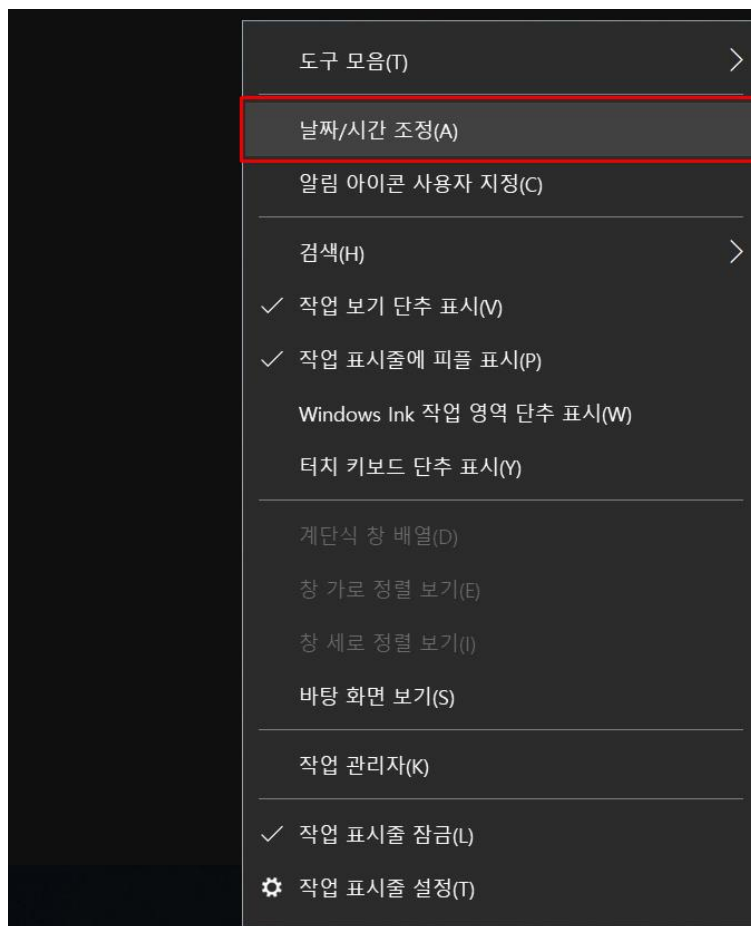 도구 모음(T)
날짜/시간 조정(A)
알림 아이콘 사용자 지정(C)
검색(H)
작업 보기 단추 표시(V)
작업 표시줄에 피플 표시(P)
Windows Ink 작업 영역 단추 표시(W)
터치 키보드 단추 표시(Y)
계단식 창 배열(D)
창 가로 정렬 보기(E)
창 세로 정렬 보기(I)
바탕 화면 보기(S)
작업 관리자(K)
작업 표시줄 잠금(L)
작업 표시줄 설정(T)